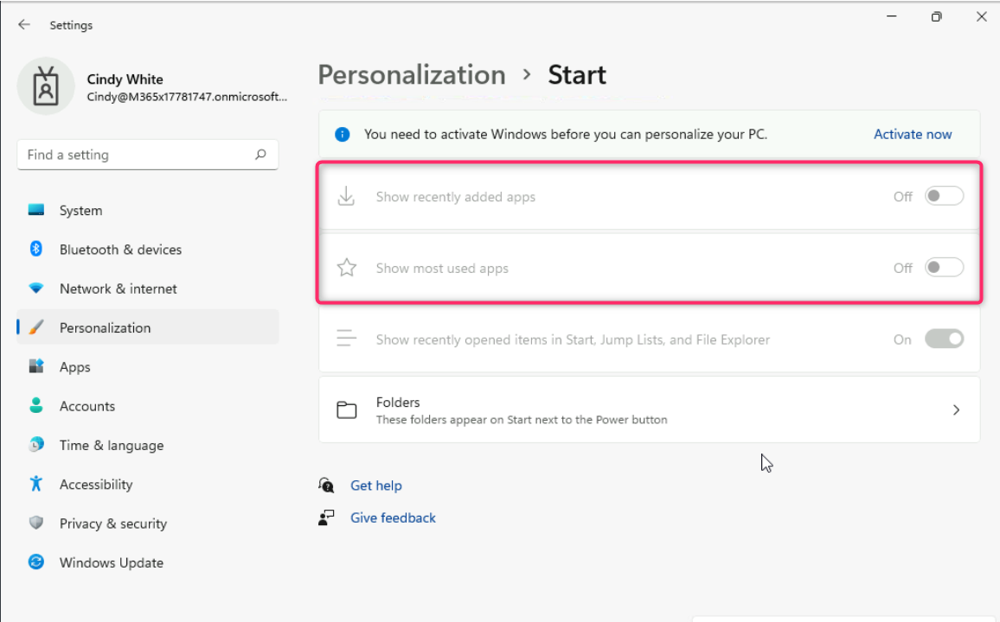 Settings
Cindy White
Cindy@M365x17781747.onmicrosoft...
Find a setting
System
Bluetooth & devices
Network & internet
Personalization
Apps
Accounts
Time & language
Accessibility
Privacy & security
Windows Update
Personalization > Start
You need to activate Windows before you can personalize your PC. Activate now
Show recently added apps Off
Show most used apps Off
Show recently opened items in Start, Jump Lists, and File Explorer On
Folders
These folders appear on Start next to the Power button
Get help
Give feedback